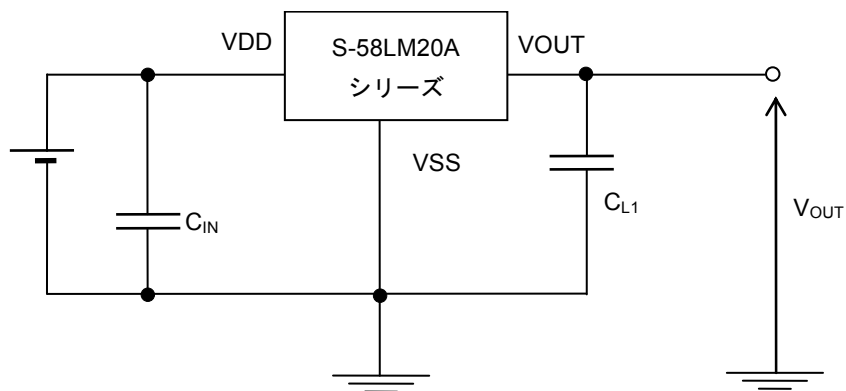 VDD
S-58LM20A
シリーズ
VOUT
VSS
CIN
CL1
VOUT